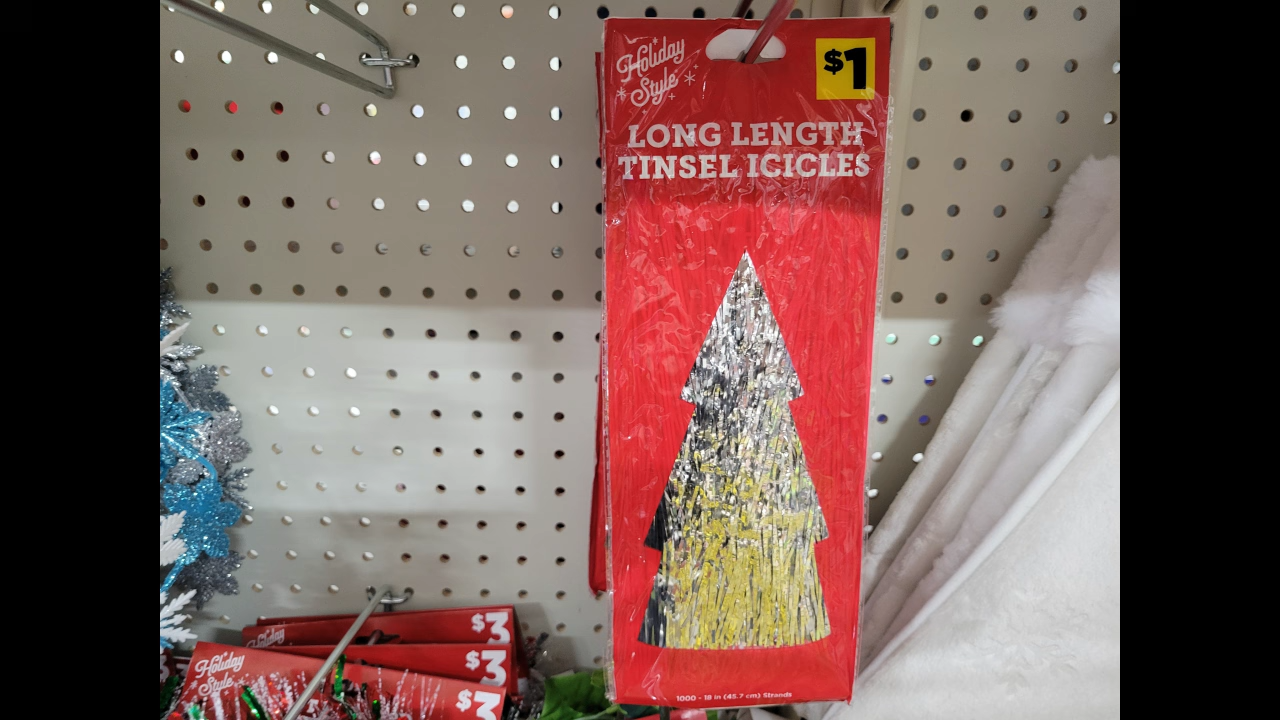 Holiday
Style
$1
LONG LENGTH
TINSEL ICICLES
1000 - 18 in (45.7 cm) Strands
Holiday
$3
$3
Holiday
Style
$3